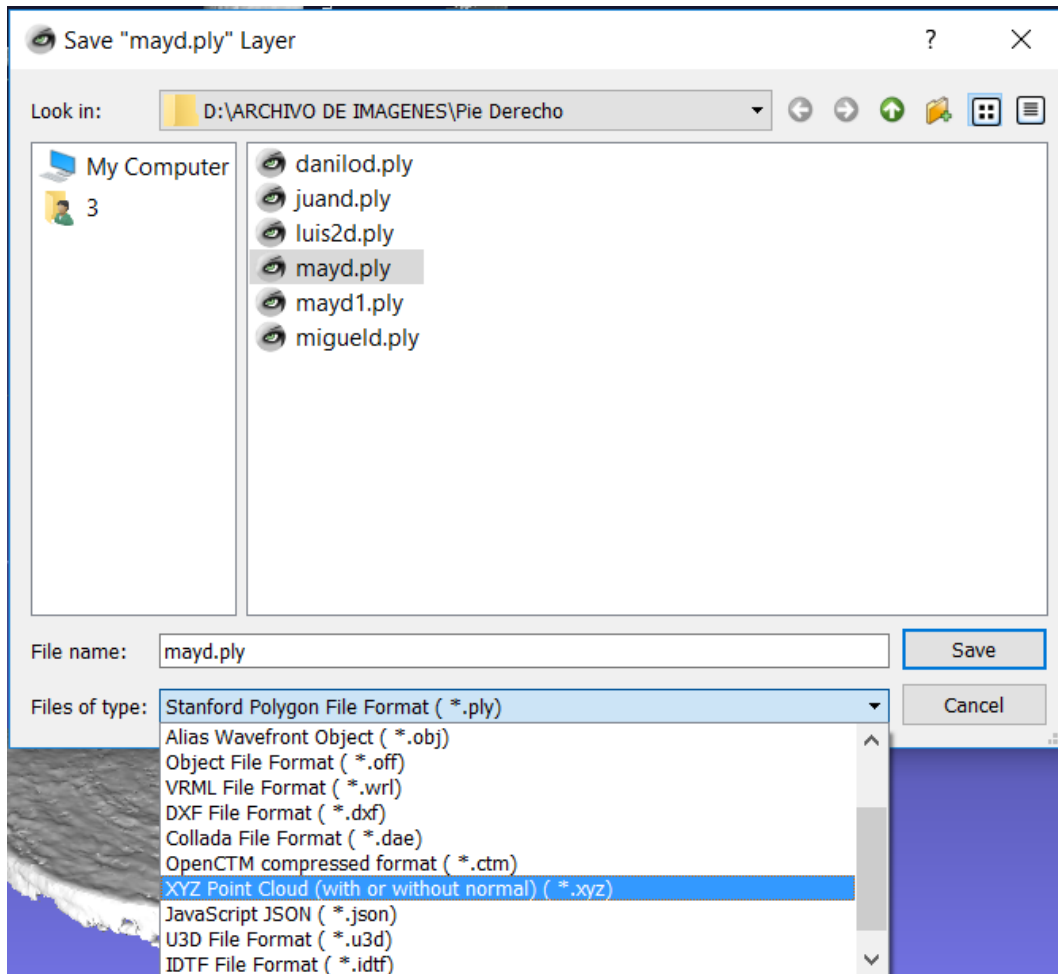 Save "mayd.ply" Layer
?
Look in:
D:\ARCHIVO DE IMAGENES\Pie Derecho
My Computer
3
danilod.ply
juand.ply
luis2d.ply
mayd.ply
mayd1.ply
migueld.ply
File name:
mayd.ply
Save
Files of type:
Stanford Polygon File Format ( *.ply)
Cancel
Alias Wavefront Object ( *.obj)
Object File Format ( *.off)
VRML File Format ( *.wrl)
DXF File Format ( *.dxf)
Collada File Format ( *.dae)
OpenCTM compressed format ( *.ctm)
XYZ Point Cloud (with or without normal) ( *.xyz)
JavaScript JSON ( *.json)
U3D File Format ( *.u3d)
IDTF File Format ( *.idtf)